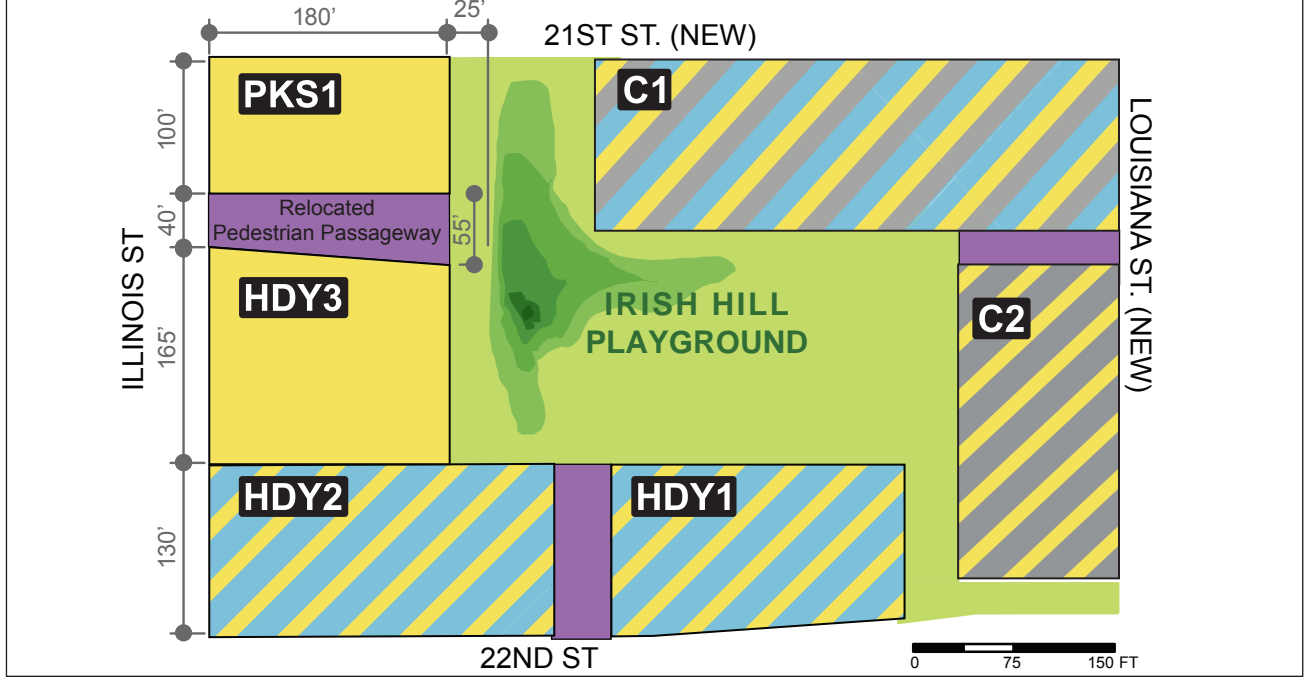 180’
25’
21ST ST. (NEW)
PKS1
C1
100’
LOUISIANA ST. (NEW)
Relocated
Pedestrian Passageway
40’
55’
ILLINOIS ST
HDY3
IRISH HILL
PLAYGROUND
C2
165’
HDY2
HDY1
130’
22ND ST
0 75 150 FT